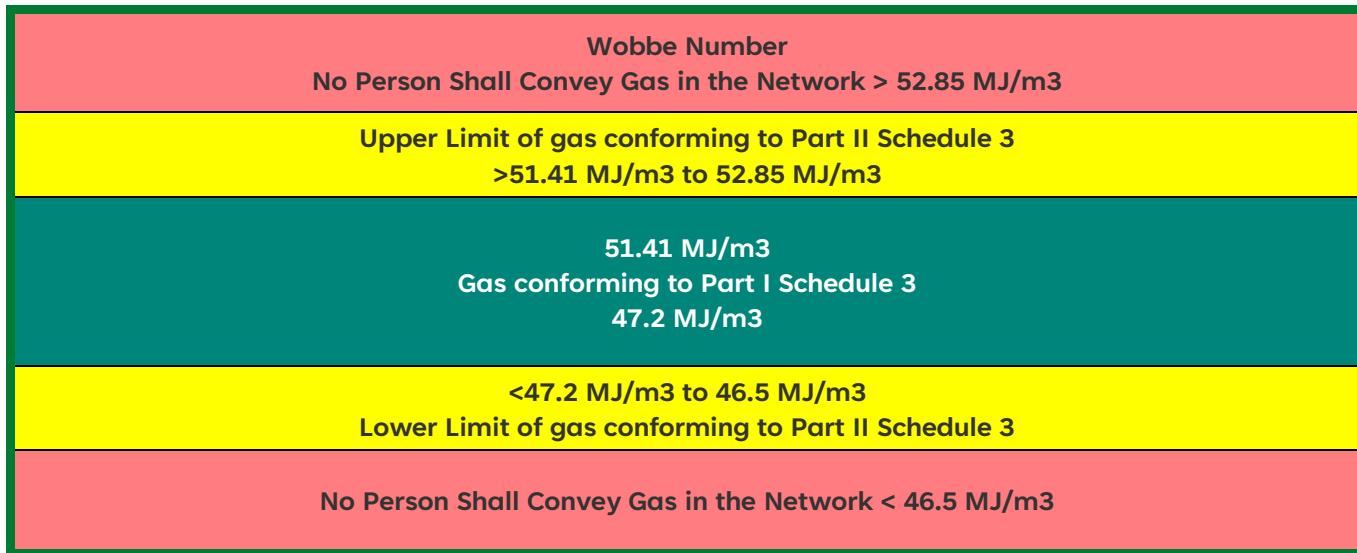 Wobbe Number
No Person Shall Convey Gas in the Network > 52.85 MJ/m3
Upper Limit of gas conforming to Part II Schedule 3
>51.41 MJ/m3 to 52.85 MJ/m3
51.41 MJ/m3
Gas conforming to Part I Schedule 3
47.2 MJ/m3
<47.2 MJ/m3 to 46.5 MJ/m3
Lower Limit of gas conforming to Part II Schedule 3
No Person Shall Convey Gas in the Network < 46.5 MJ/m3